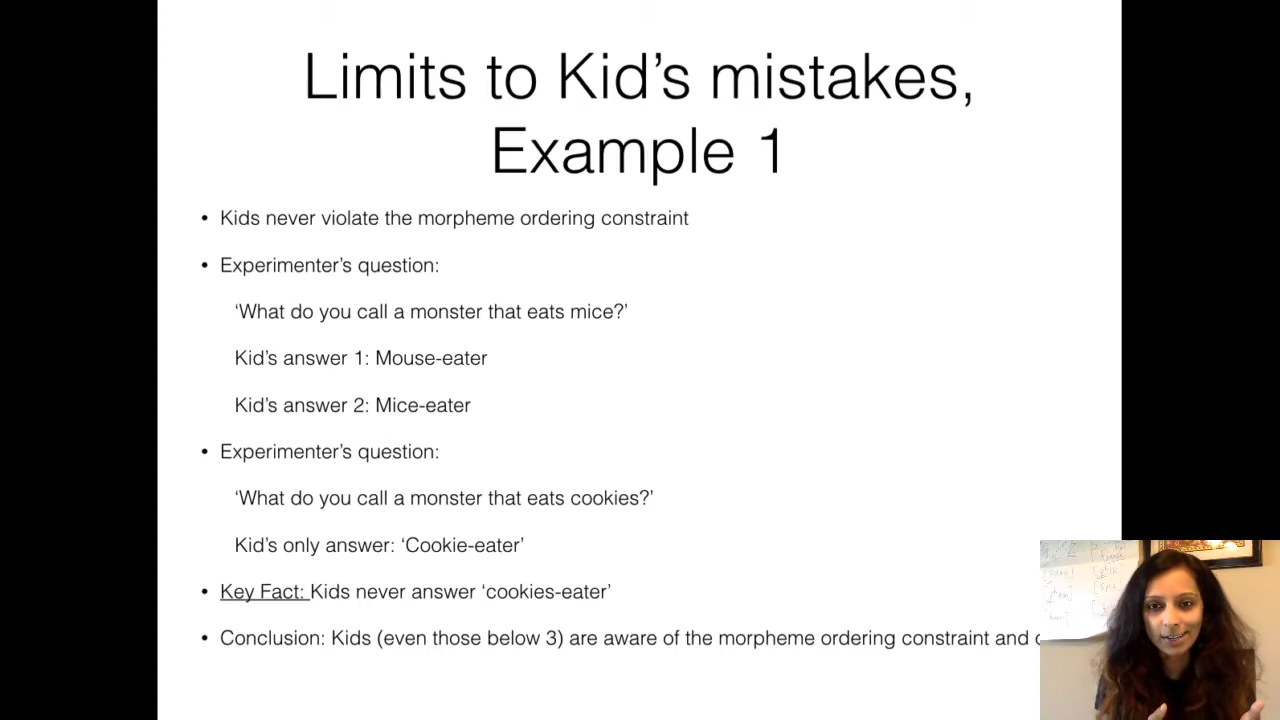 Limits to Kid's mistakes,
Example 1
• Kids never violate the morpheme ordering constraint
• Experimenter's question:
'What do you call a monster that eats mice?'
Kid's answer 1: Mouse-eater
Kid's answer 2: Mice-eater
• Experimenter's question:
'What do you call a monster that eats cookies?'
Kid's only answer: 'Cookie-eater'
• Key Fact: Kids never answer 'cookies-eater'
• Conclusion: Kids (even those below 3) are aware of the morpheme ordering constraint and